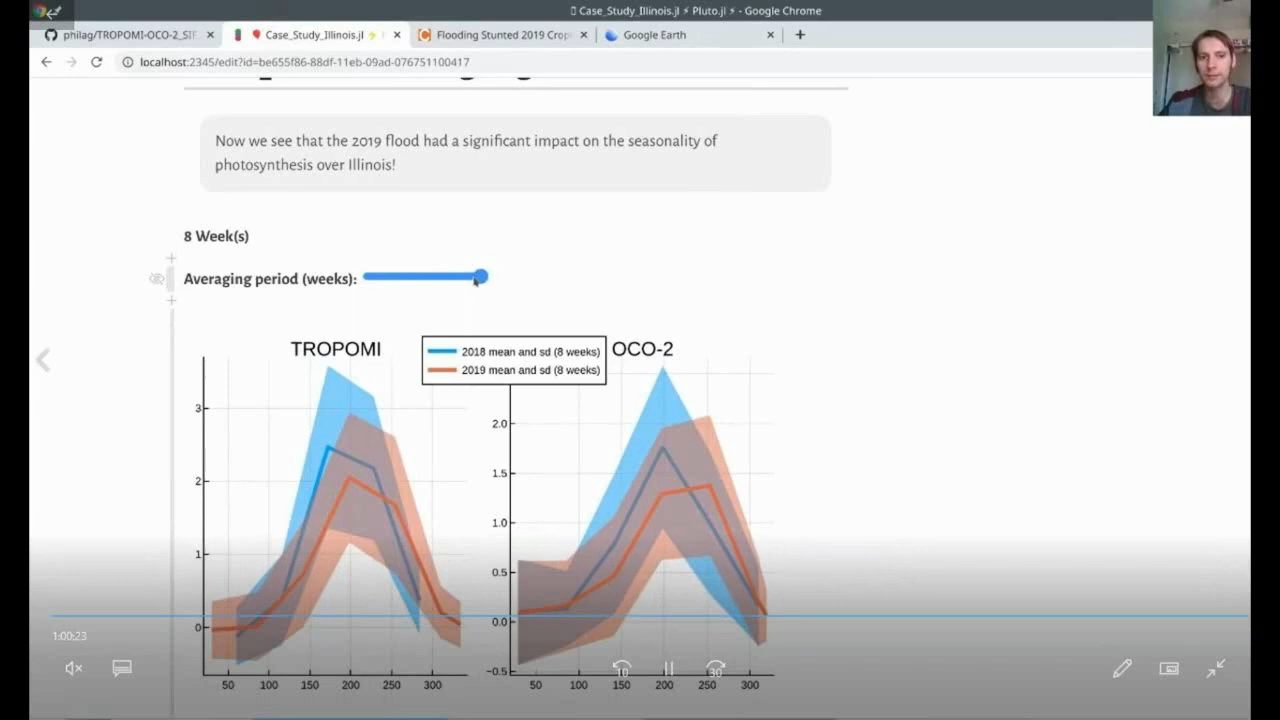 Case_Study_Illinois.jl ⚡ Pluto.jl ⚡ - Google Chrome
philag/TROPOMI-OCO-2_SIF
Case_Study_Illinois.jl ⚡
Flooding Stunted 2019 Crop
Google Earth
localhost:2345/edit?id=be655f86-88df-11eb-09ad-076751100417
Now we see that the 2019 flood had a significant impact on the seasonality of
photosynthesis over Illinois!
8 Week(s)
Averaging period (weeks):
TROPOMI
2018 mean and sd (8 weeks)
2019 mean and sd (8 weeks)
OCO-2
3
2
1
0
50 100 150 200 250 300
2.0
1.5
1.0
0.5
0.0
-0.5
50 100 150 200 250 300
1:00:23
10
30